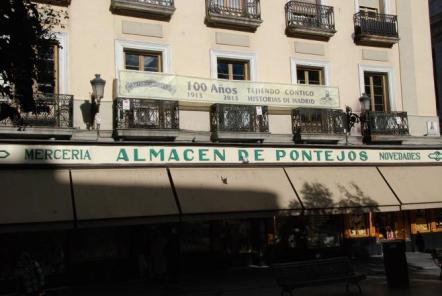 100 AÑOS
1913 2013
TEJIENDO CONTIGO
HISTORIAS DE MADRID
MERCERIA ALMACEN DE PONTEJOS NOVEDADES